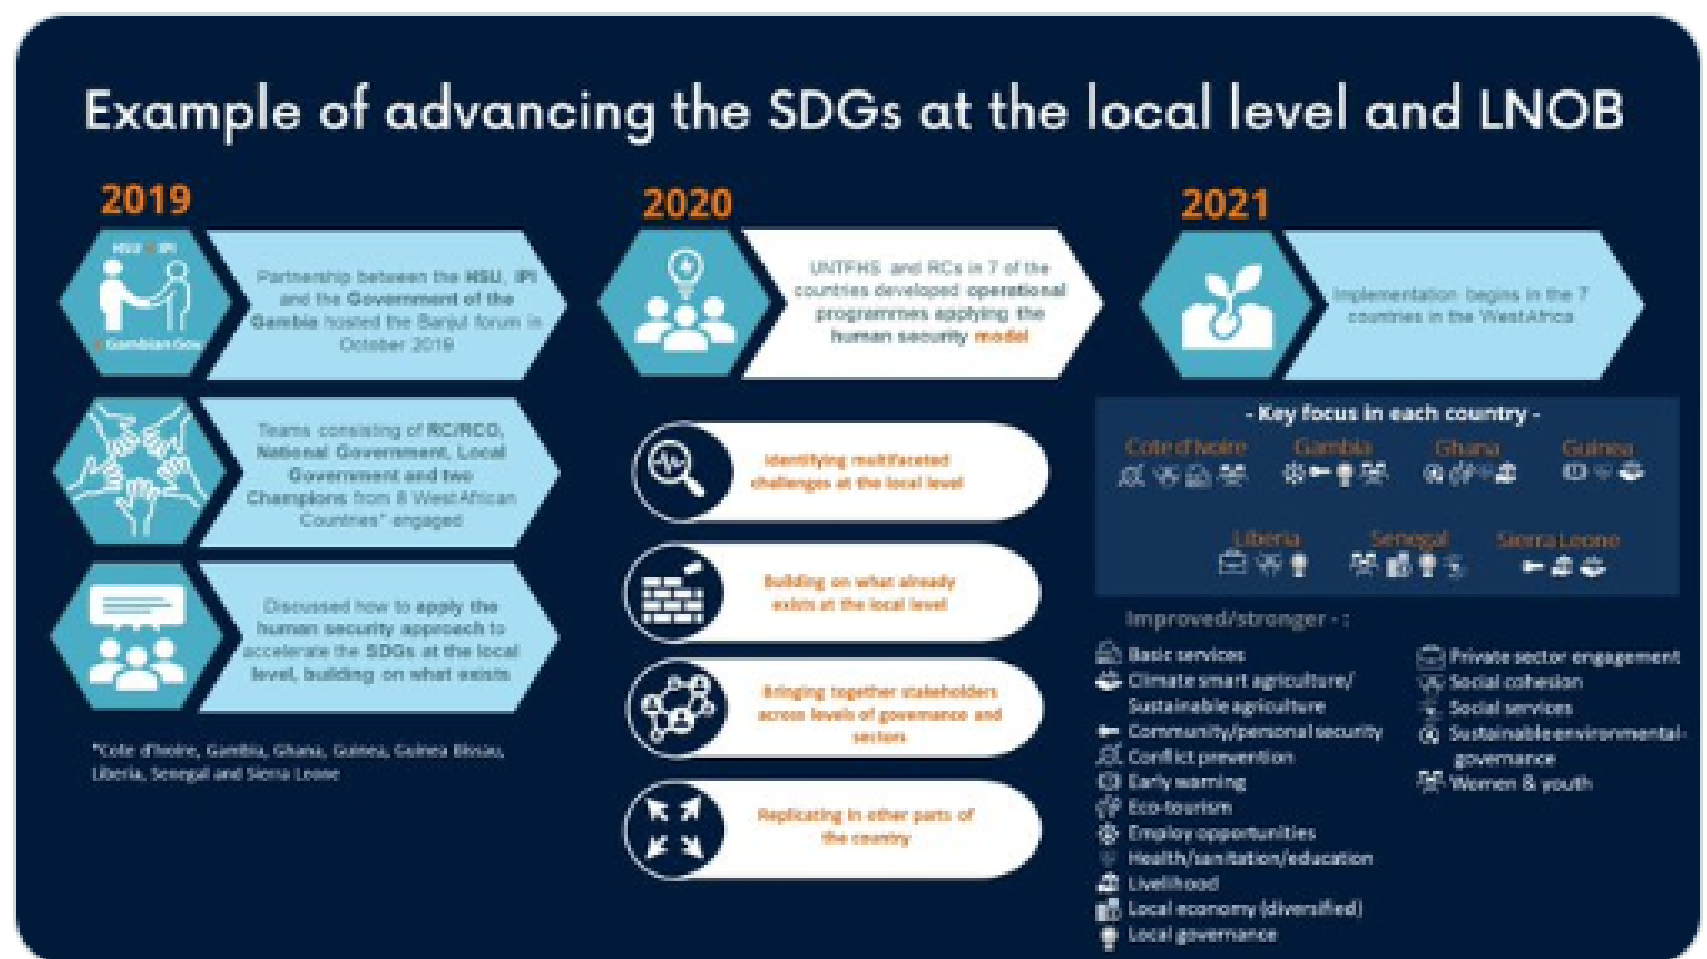 Example of advancing the SDGs at the local level and LNOB
2019
HSU & IPI
& Gambian Gov
Partnership between the HSU, IPI
and the Government of the
Gambia hosted the Banjul forum in
October 2019
Teams consisting of RC/RCO,
National Government, Local
Government and two
Champions from 8 West African
Countries* engaged
Discussed how to apply the
human security approach to
accelerate the SDGs at the local
level, building on what exists
*Cote d'Ivoire, Gambia, Ghana, Guinea, Guinea Bissau,
Liberia, Senegal and Sierra Leone
2020
UNTFHS and RCs in 7 of the
countries developed operational
programmes applying the
human security model
Identifying multifaceted
challenges at the local level
Building on what already
exists at the local level
Bringing together stakeholders
across levels of governance and
sectors
Replicating in other parts of
the country
2021
Implementation begins in the 7
countries in the West Africa
- Key focus in each country -
Cote d'Ivoire Gambia Ghana Guinea
Liberia Senegal Sierra Leone
Improved/stronger - :
Basic services
Climate smart agriculture/
Sustainable agriculture
Community/personal security
Conflict prevention
Early warning
Eco-tourism
Employ opportunities
Health/sanitation/education
Livelihood
Local economy (diversified)
Local governance
Private sector engagement
Social cohesion
Social services
Sustainable environmental-
governance
Women & youth